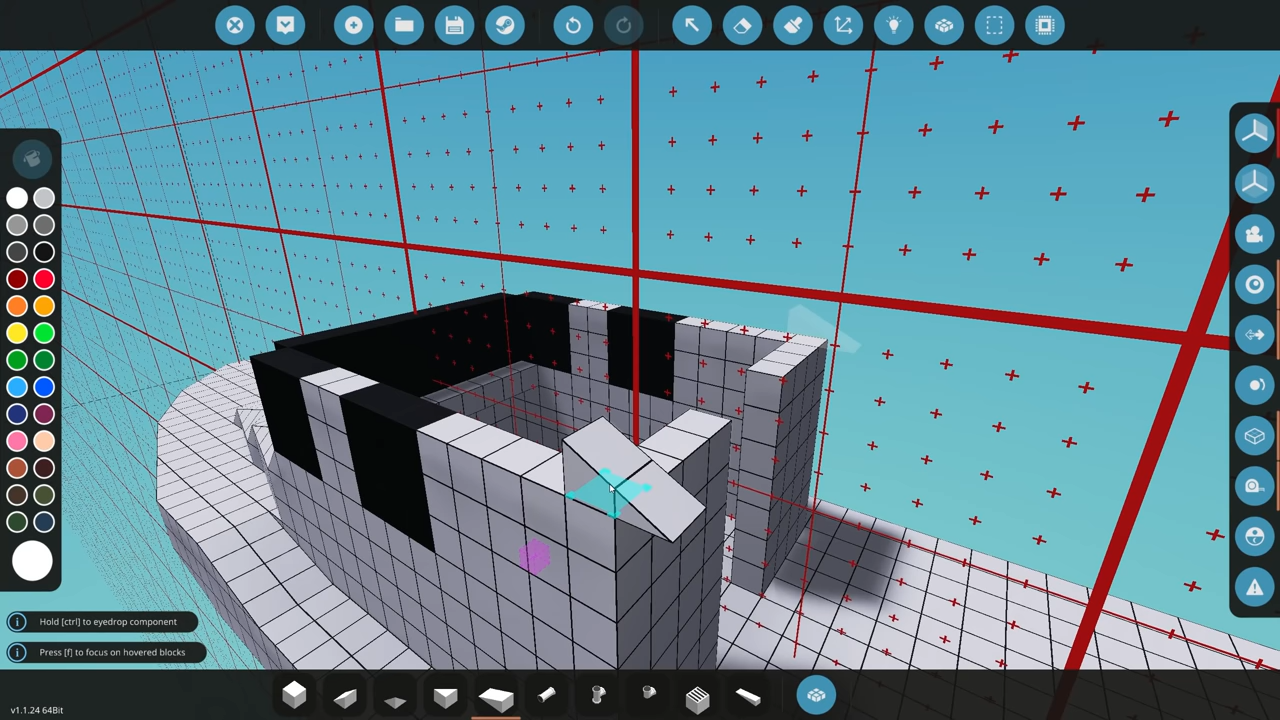 Hold [ctrl] to eyedrop component
Press [f] to focus on hovered blocks
v1.1.24 64Bit